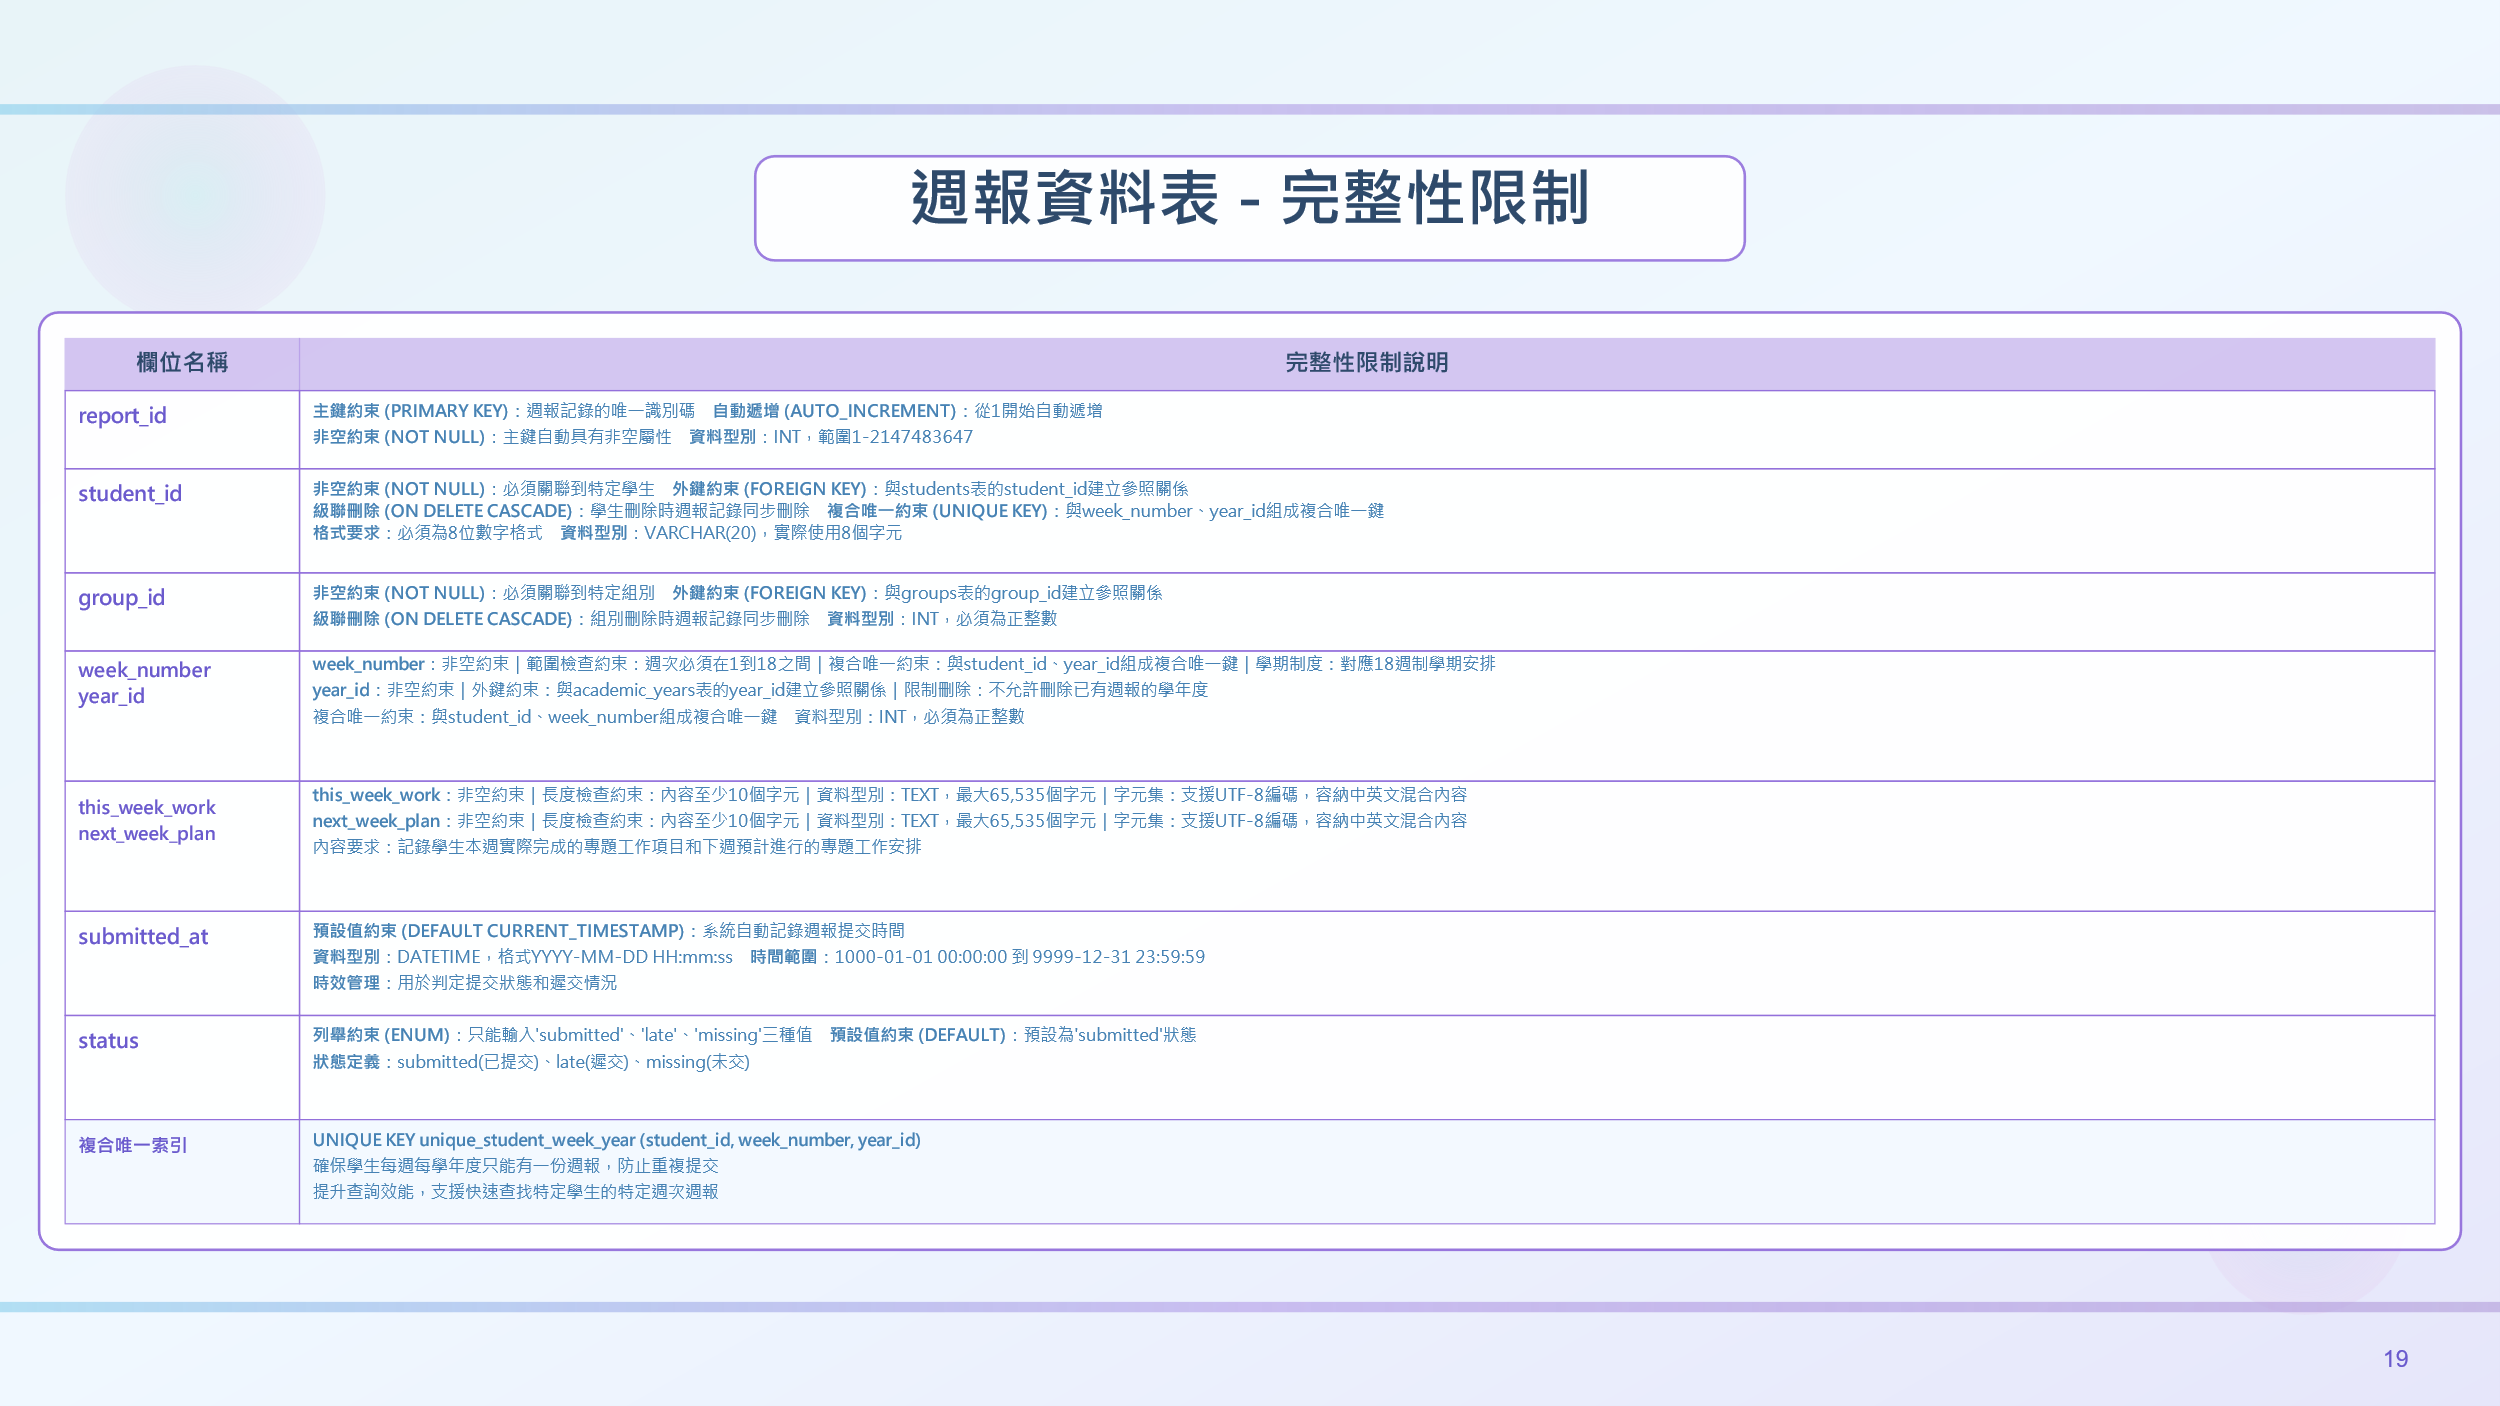 週報資料表 - 完整性限制
欄位名稱
完整性限制說明
report_id
主鍵約束 (PRIMARY KEY)：週報記錄的唯一識別碼　自動遞增 (AUTO_INCREMENT)：從1開始自動遞增
非空約束 (NOT NULL)：主鍵自動具有非空屬性　資料型別：INT，範圍1-2147483647
student_id
非空約束 (NOT NULL)：必須關聯到特定學生　外鍵約束 (FOREIGN KEY)：與students表的student_id建立參照關係
級聯刪除 (ON DELETE CASCADE)：學生刪除時週報記錄同步刪除　複合唯一約束 (UNIQUE KEY)：與week_number、year_id組成複合唯一鍵
格式要求：必須為8位數字格式　資料型別：VARCHAR(20)，實際使用8個字元
group_id
非空約束 (NOT NULL)：必須關聯到特定組別　外鍵約束 (FOREIGN KEY)：與groups表的group_id建立參照關係
級聯刪除 (ON DELETE CASCADE)：組別刪除時週報記錄同步刪除　資料型別：INT，必須為正整數
week_number
year_id
week_number：非空約束 | 範圍檢查約束：週次必須在1到18之間 | 複合唯一約束：與student_id、year_id組成複合唯一鍵 | 學期制度：對應18週制學期安排
year_id：非空約束 | 外鍵約束：與academic_years表的year_id建立參照關係 | 限制刪除：不允許刪除已有週報的學年度
複合唯一約束：與student_id、week_number組成複合唯一鍵　資料型別：INT，必須為正整數
this_week_work
next_week_plan
this_week_work：非空約束 | 長度檢查約束：內容至少10個字元 | 資料型別：TEXT，最大65,535個字元 | 字元集：支援UTF-8編碼，容納中英文混合內容
next_week_plan：非空約束 | 長度檢查約束：內容至少10個字元 | 資料型別：TEXT，最大65,535個字元 | 字元集：支援UTF-8編碼，容納中英文混合內容
內容要求：記錄學生本週實際完成的專題工作項目和下週預計進行的專題工作安排
submitted_at
預設值約束 (DEFAULT CURRENT_TIMESTAMP)：系統自動記錄週報提交時間
資料型別：DATETIME，格式YYYY-MM-DD HH:mm:ss　時間範圍：1000-01-01 00:00:00 到 9999-12-31 23:59:59
時效管理：用於判定提交狀態和遲交情況
status
列舉約束 (ENUM)：只能輸入'submitted'、'late'、'missing'三種值　預設值約束 (DEFAULT)：預設為'submitted'狀態
狀態定義：submitted(已提交)、late(遲交)、missing(未交)
複合唯一索引
UNIQUE KEY unique_student_week_year (student_id, week_number, year_id)
確保學生每週每學年度只能有一份週報，防止重複提交
提升查詢效能，支援快速查找特定學生的特定週次週報
19